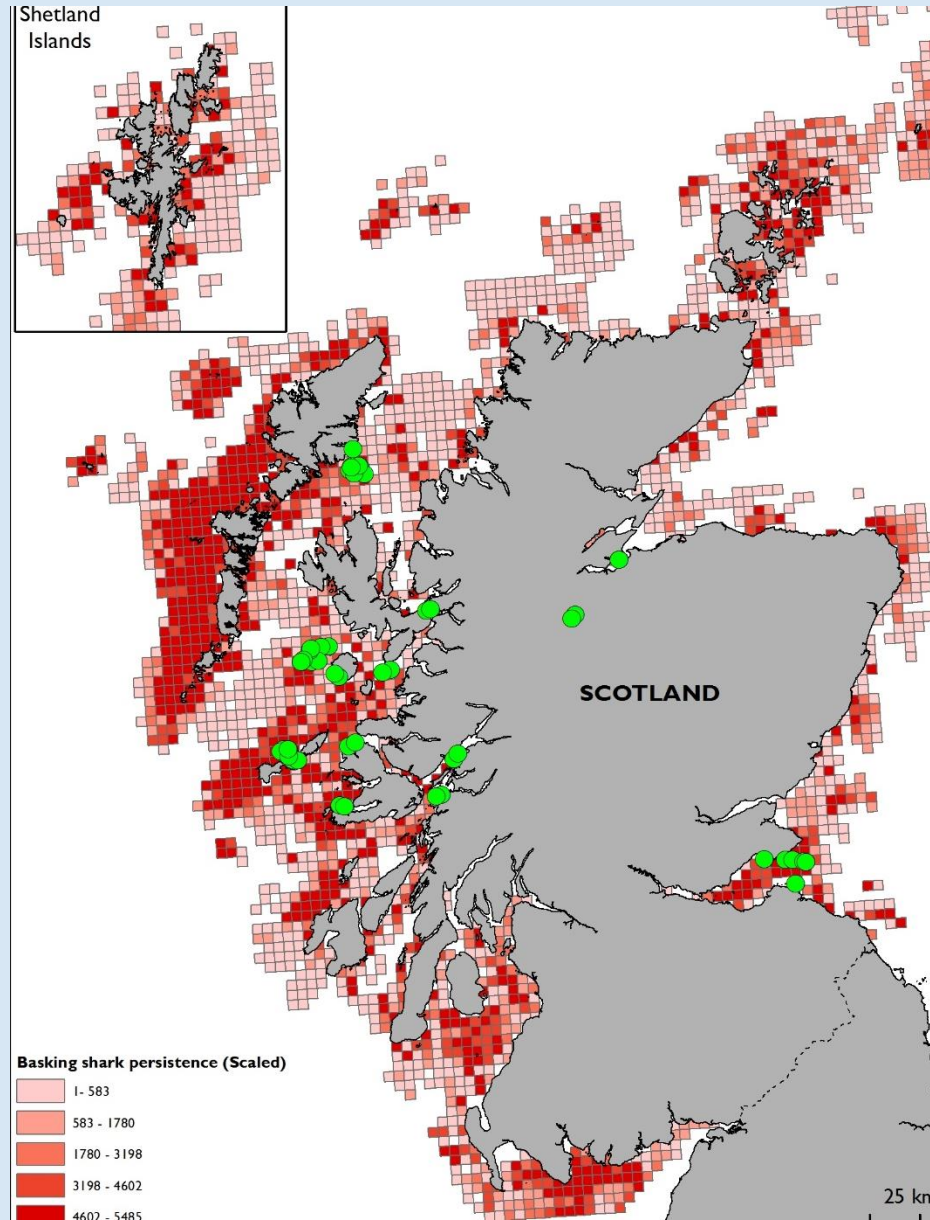 Shetland
Islands
SCOTLAND
Basking shark persistence (Scaled)
1- 583
583 - 1780
1780 - 3198
3198 - 4602
4602 - 5485
25 km